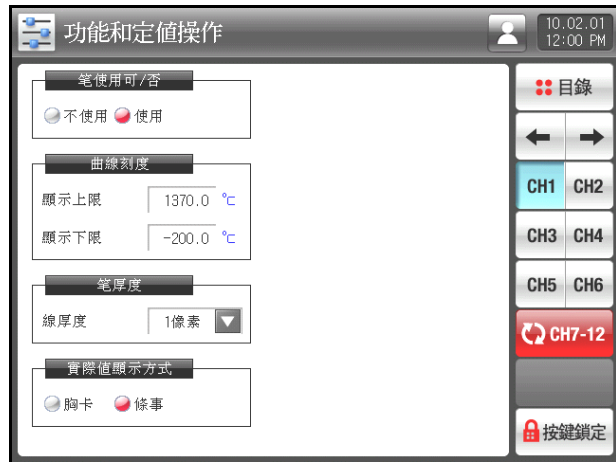 功能和定値操作
10.02.01
12:00 PM
笔使用可/否
不使用 使用
曲線刻度
顯示上限 1370.0 ℃
顯示下限 -200.0 ℃
笔厚度
線厚度 1像素
實際值顯示方式
胸卡 條事
目錄
CH1 CH2
CH3 CH4
CH5 CH6
CH7-12
按鍵鎖定